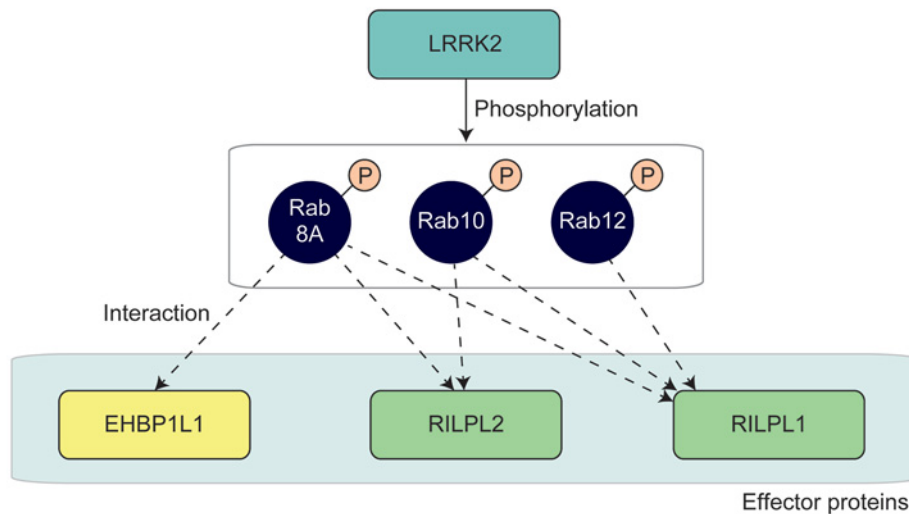 LRRK2
Phosphorylation
P
P
P
Rab
8A
Rab10
Rab12
Interaction
EHBP1L1
RILPL2
RILPL1
Effector proteins